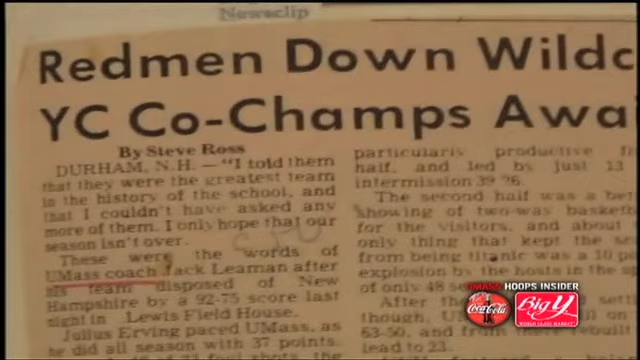 Newsclip
Redmen Down Wildc
YC Co-Champs Awa
By Steve Ross
DURHAM, N.H. — "I told them
that they were the greatest team
in the history of the school, and
that I couldn't have asked any
more of them. I only hope that our
season isn't over.
These were the words of
UMass coach Jack Leaman after
his team disposed of New
Hampshire by a 92-75 score last
night in Lewis Field House.
Julius Erving paced UMass, as
he did all season with 37 points.
particularly productive fi
half, and led by just 13
intermission 39-26.
The second half was a be
showing of two-way basketb
for the visitors, and about
only thing that kept the s
from being titanic was a 10 p
explosion by the hosts in the s
of only 48 se
After the
though, U
63-50, and
lead to 23.
UMASS HOOPS INSIDER
Coca-Cola
Big Y
WORLD CLASS MARKET